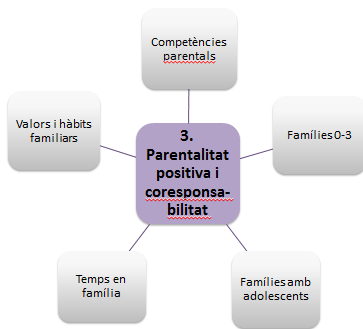 Competències
parentals
Valors i hàbits
familiars
Famílies 0-3
3.
Parentalitat
positiva i
coresponsa-
bilitat
Temps en
família
Famílies amb
adolescents